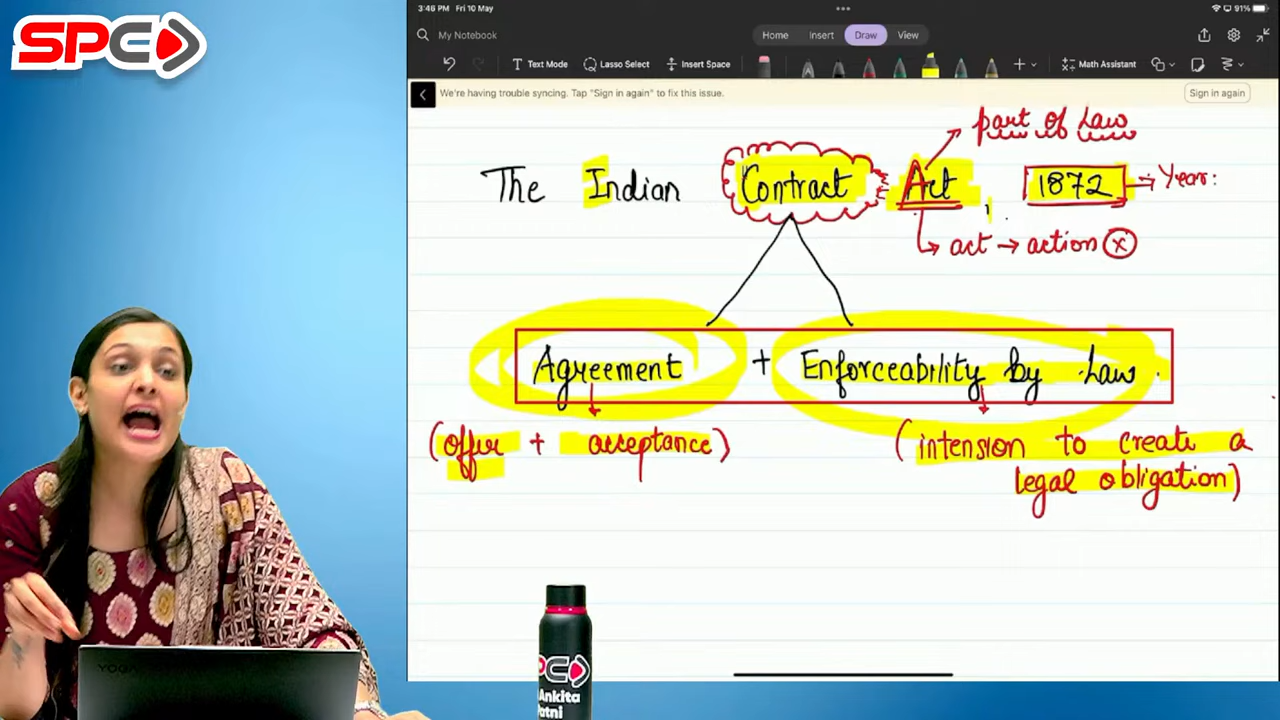 SPC
3:46 PM Fri 10 May
91%
My Notebook
Home Insert Draw View
Text Mode Lasso Select Insert Space Math Assistant
We're having trouble syncing. Tap "Sign in again" to fix this issue.
Sign in again
part of Law
The Indian Contract Act, 1872 → Year:
act → action
Agreement + Enforceability by Law.
(offer + acceptance)
(intension to create a
legal obligation)
YOGA
SPC
Ankita
Patni